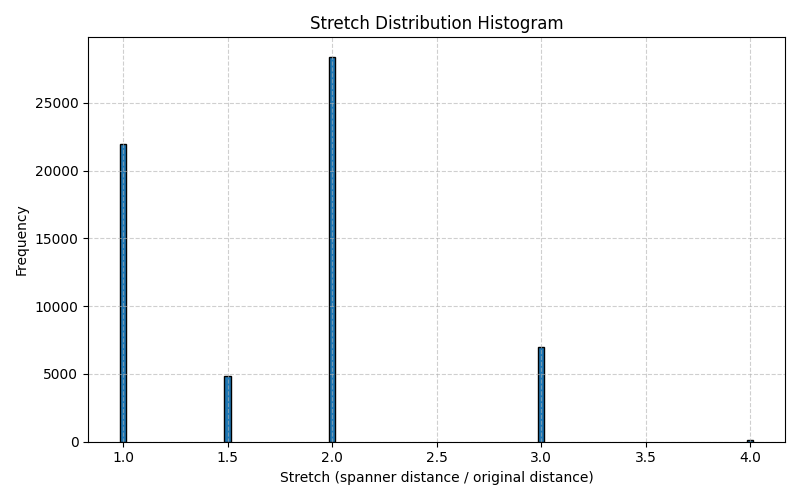 Stretch Distribution Histogram
Frequency
25000
20000
15000
10000
5000
0
1.0 1.5 2.0 2.5 3.0 3.5 4.0
Stretch (spanner distance / original distance)